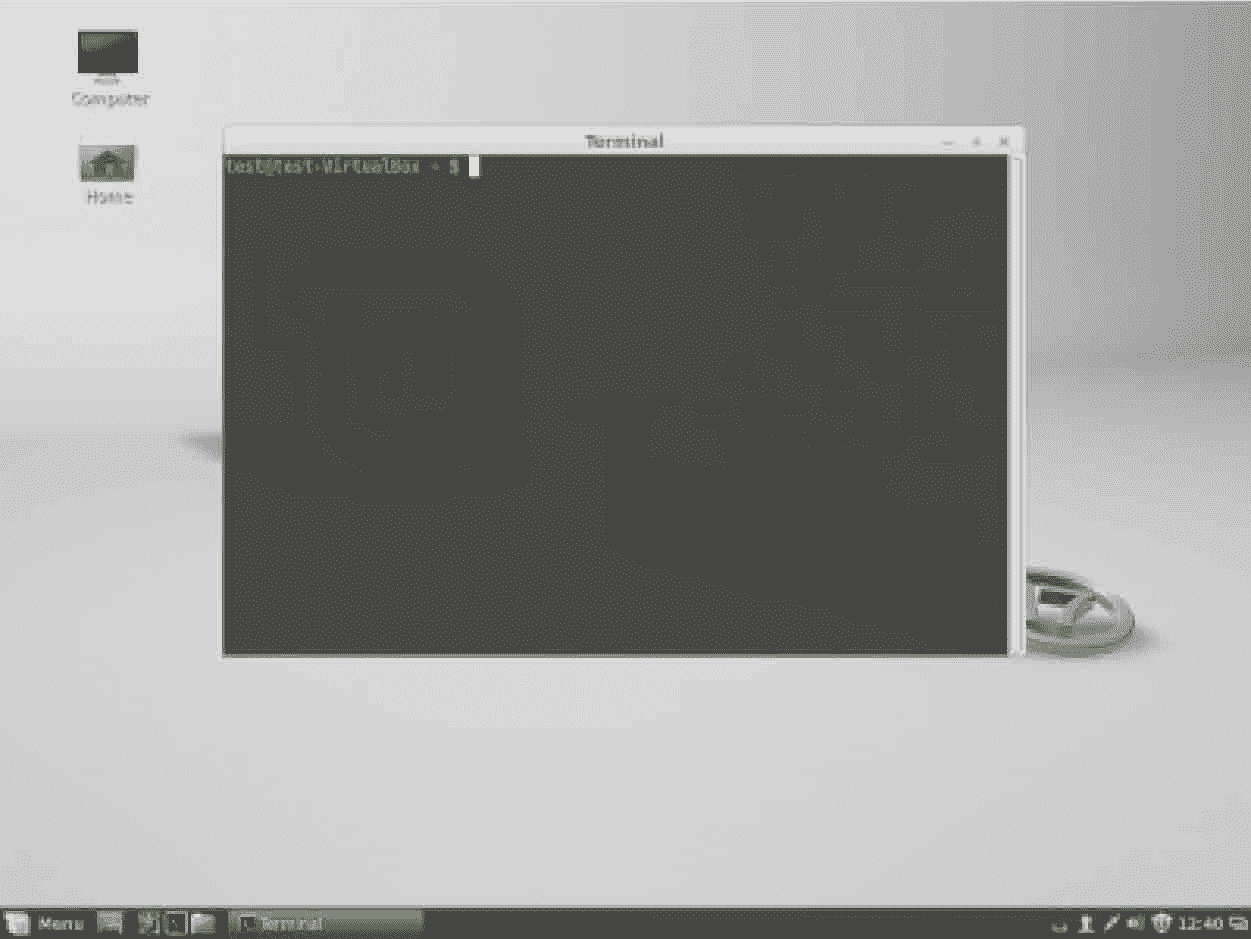 Computer
Home
Terminal
test@test-VirtualBox ~ $
Menu
Terminal
12:40